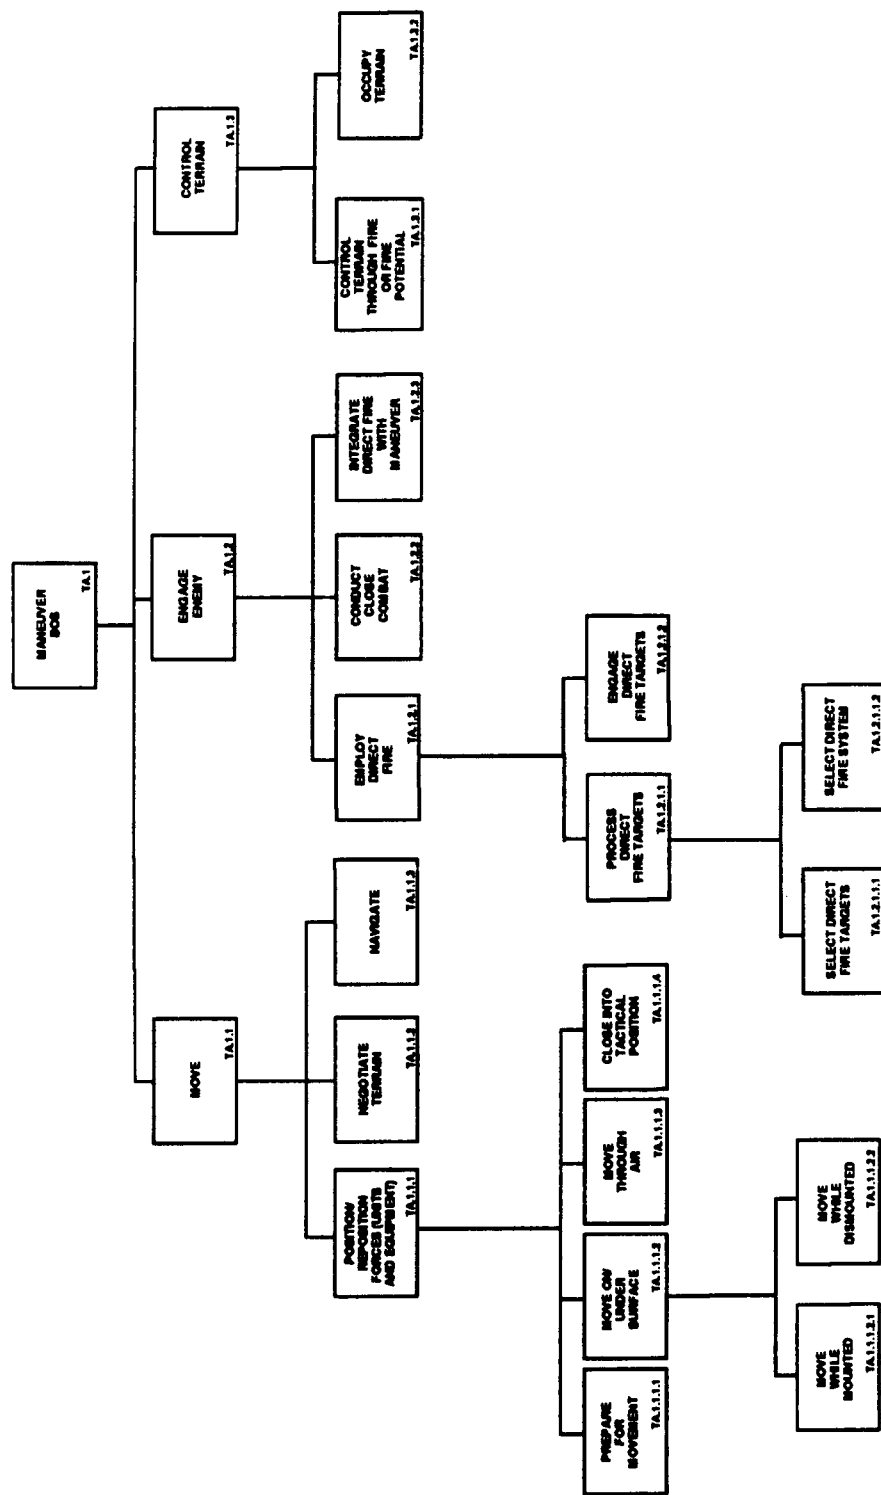 MANEUVER
BOS
TA.1
MOVE
TA.1.1
ENGAGE
ENEMY
TA.1.2
CONTROL
TERRAIN
TA.1.3
POSITION/
REPOSITION
FORCES (UNITS
AND EQUIPMENT)
TA.1.1.1
NEGOTIATE
TERRAIN
TA.1.1.2
NAVIGATE
TA.1.1.3
EMPLOY
DIRECT
FIRE
TA.1.2.1
CONDUCT
CLOSE
COMBAT
TA.1.2.2
INTEGRATE
DIRECT FIRE
WITH
MANEUVER
TA.1.2.3
CONTROL
TERRAIN
THROUGH FIRE
OR FIRE
POTENTIAL
TA.1.3.1
OCCUPY
TERRAIN
TA.1.3.2
PREPARE
FOR
MOVEMENT
TA.1.1.1.1
MOVE ON/
UNDER
SURFACE
TA.1.1.1.2
MOVE
THROUGH
AIR
TA.1.1.1.3
CLOSE INTO
TACTICAL
POSITION
TA.1.1.1.4
PROCESS
DIRECT
FIRE TARGETS
TA.1.2.1.1
ENGAGE
DIRECT
FIRE TARGETS
TA.1.2.1.2
MOVE
WHILE
MOUNTED
TA.1.1.1.2.1
MOVE
WHILE
DISMOUNTED
TA.1.1.1.2.2
SELECT DIRECT
FIRE TARGETS
TA.1.2.1.1.1
SELECT DIRECT
FIRE SYSTEM
TA.1.2.1.1.2